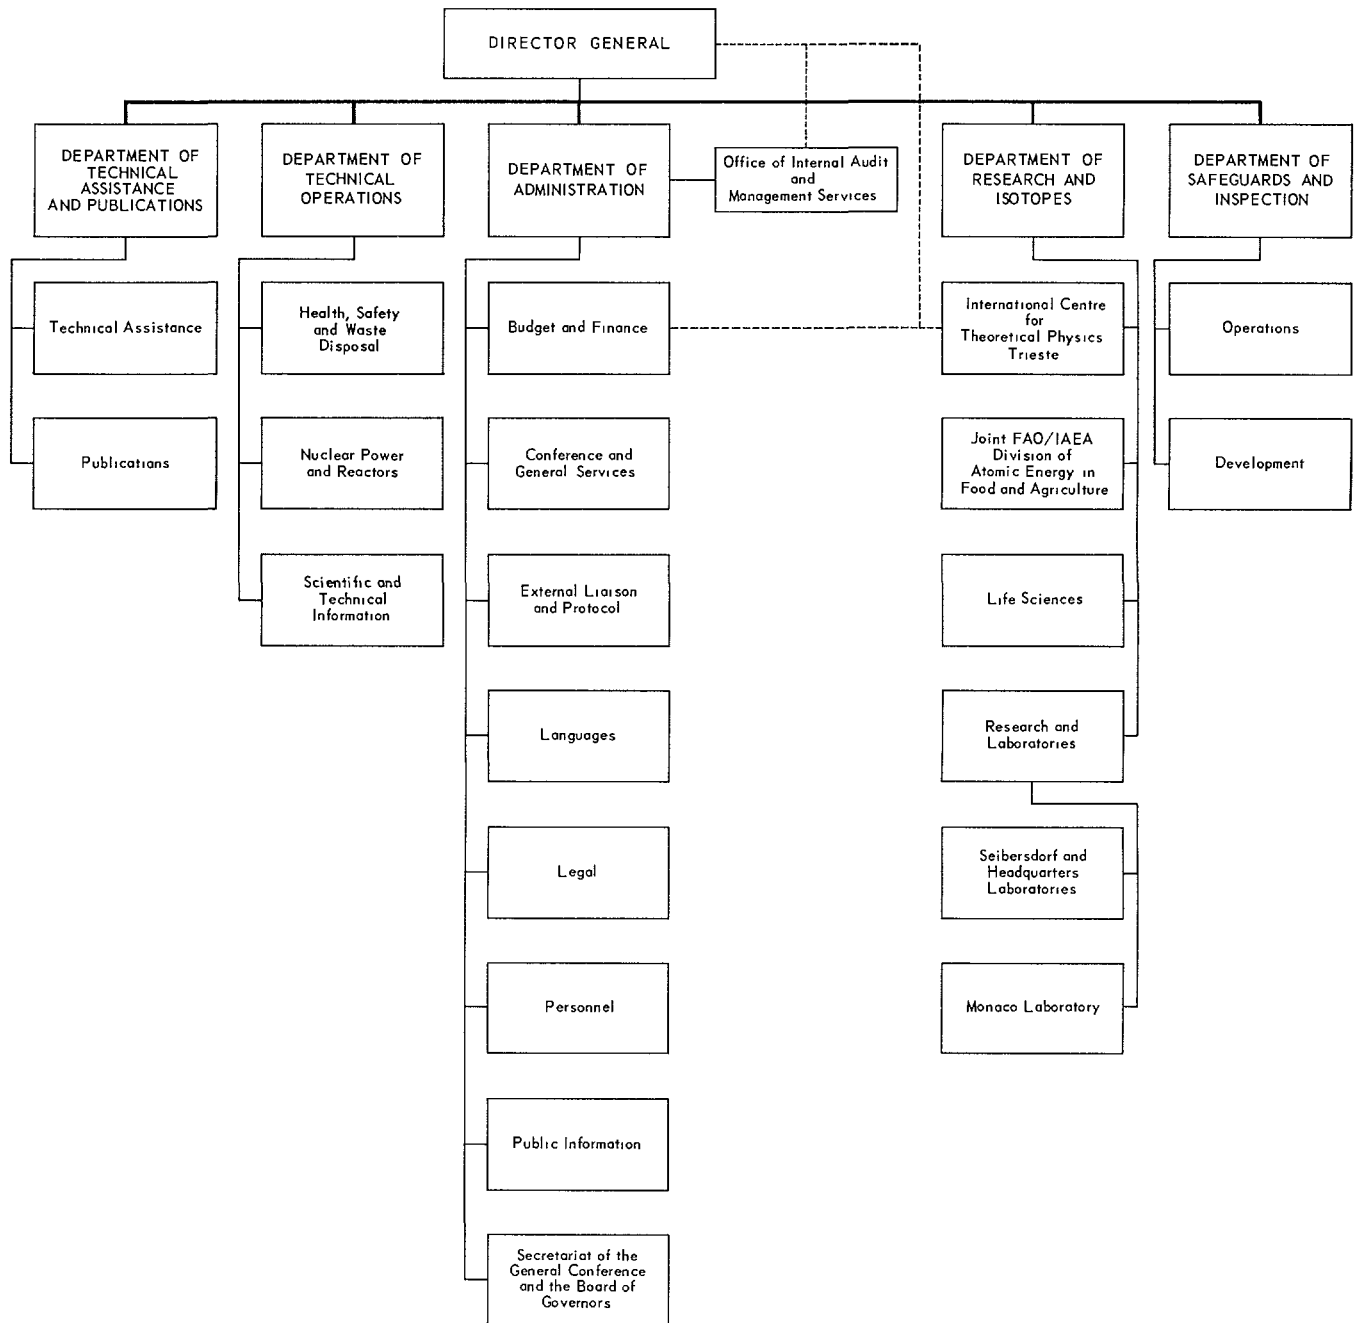 DIRECTOR GENERAL
DEPARTMENT OF
TECHNICAL
ASSISTANCE
AND PUBLICATIONS
DEPARTMENT OF
TECHNICAL
OPERATIONS
DEPARTMENT OF
ADMINISTRATION
Office of Internal Audit
and
Management Services
DEPARTMENT OF
RESEARCH AND
ISOTOPES
DEPARTMENT OF
SAFEGUARDS AND
INSPECTION
Technical Assistance
Publications
Health, Safety
and Waste
Disposal
Nuclear Power
and Reactors
Scientific and
Technical
Information
Budget and Finance
Conference and
General Services
External Liaison
and Protocol
Languages
Legal
Personnel
Public Information
Secretariat of the
General Conference
and the Board of
Governors
International Centre
for
Theoretical Physics
Trieste
Joint FAO/IAEA
Division of
Atomic Energy in
Food and Agriculture
Life Sciences
Research and
Laboratories
Seibersdorf and
Headquarters
Laboratories
Monaco Laboratory
Operations
Development